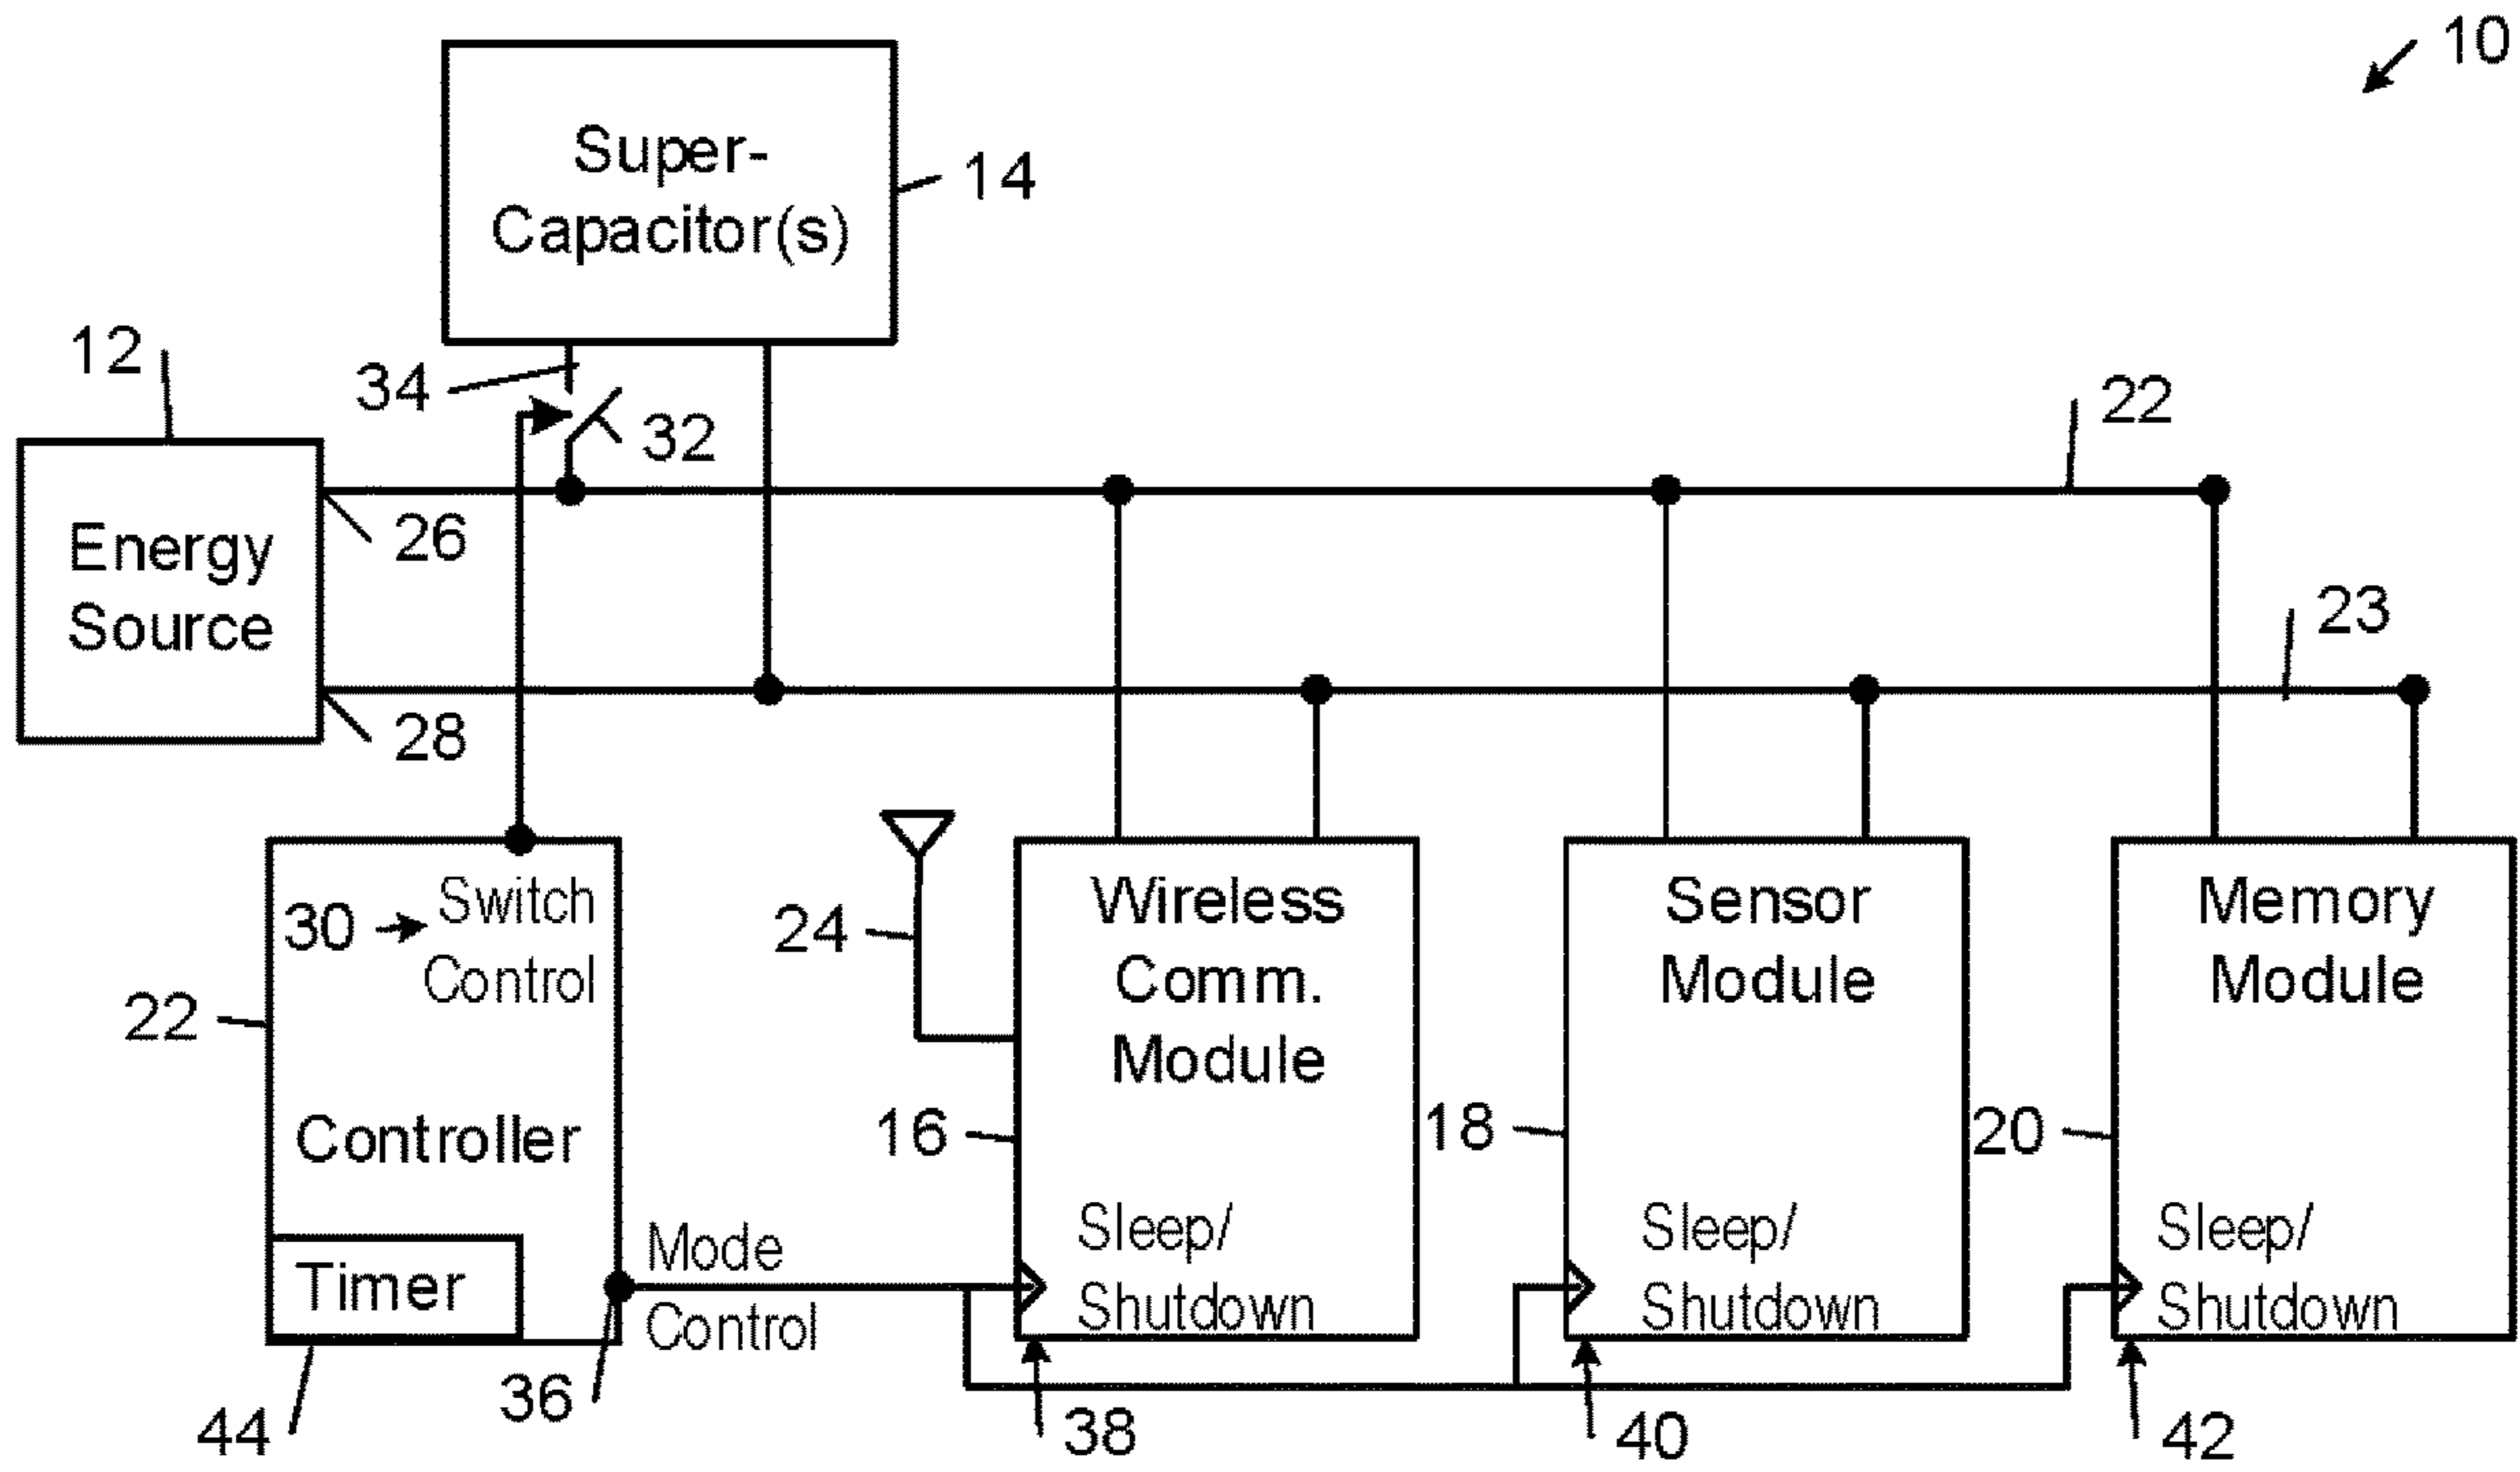 10
Super-
Capacitor(s)
14
12
34
32
22
26
Energy
Source
23
28
30
Switch
Control
24
Wireless
Comm.
Module
Sensor
Module
Memory
Module
22
Controller
16
18
20
Timer
Mode
Control
Sleep/
Shutdown
Sleep/
Shutdown
Sleep/
Shutdown
44
36
38
40
42